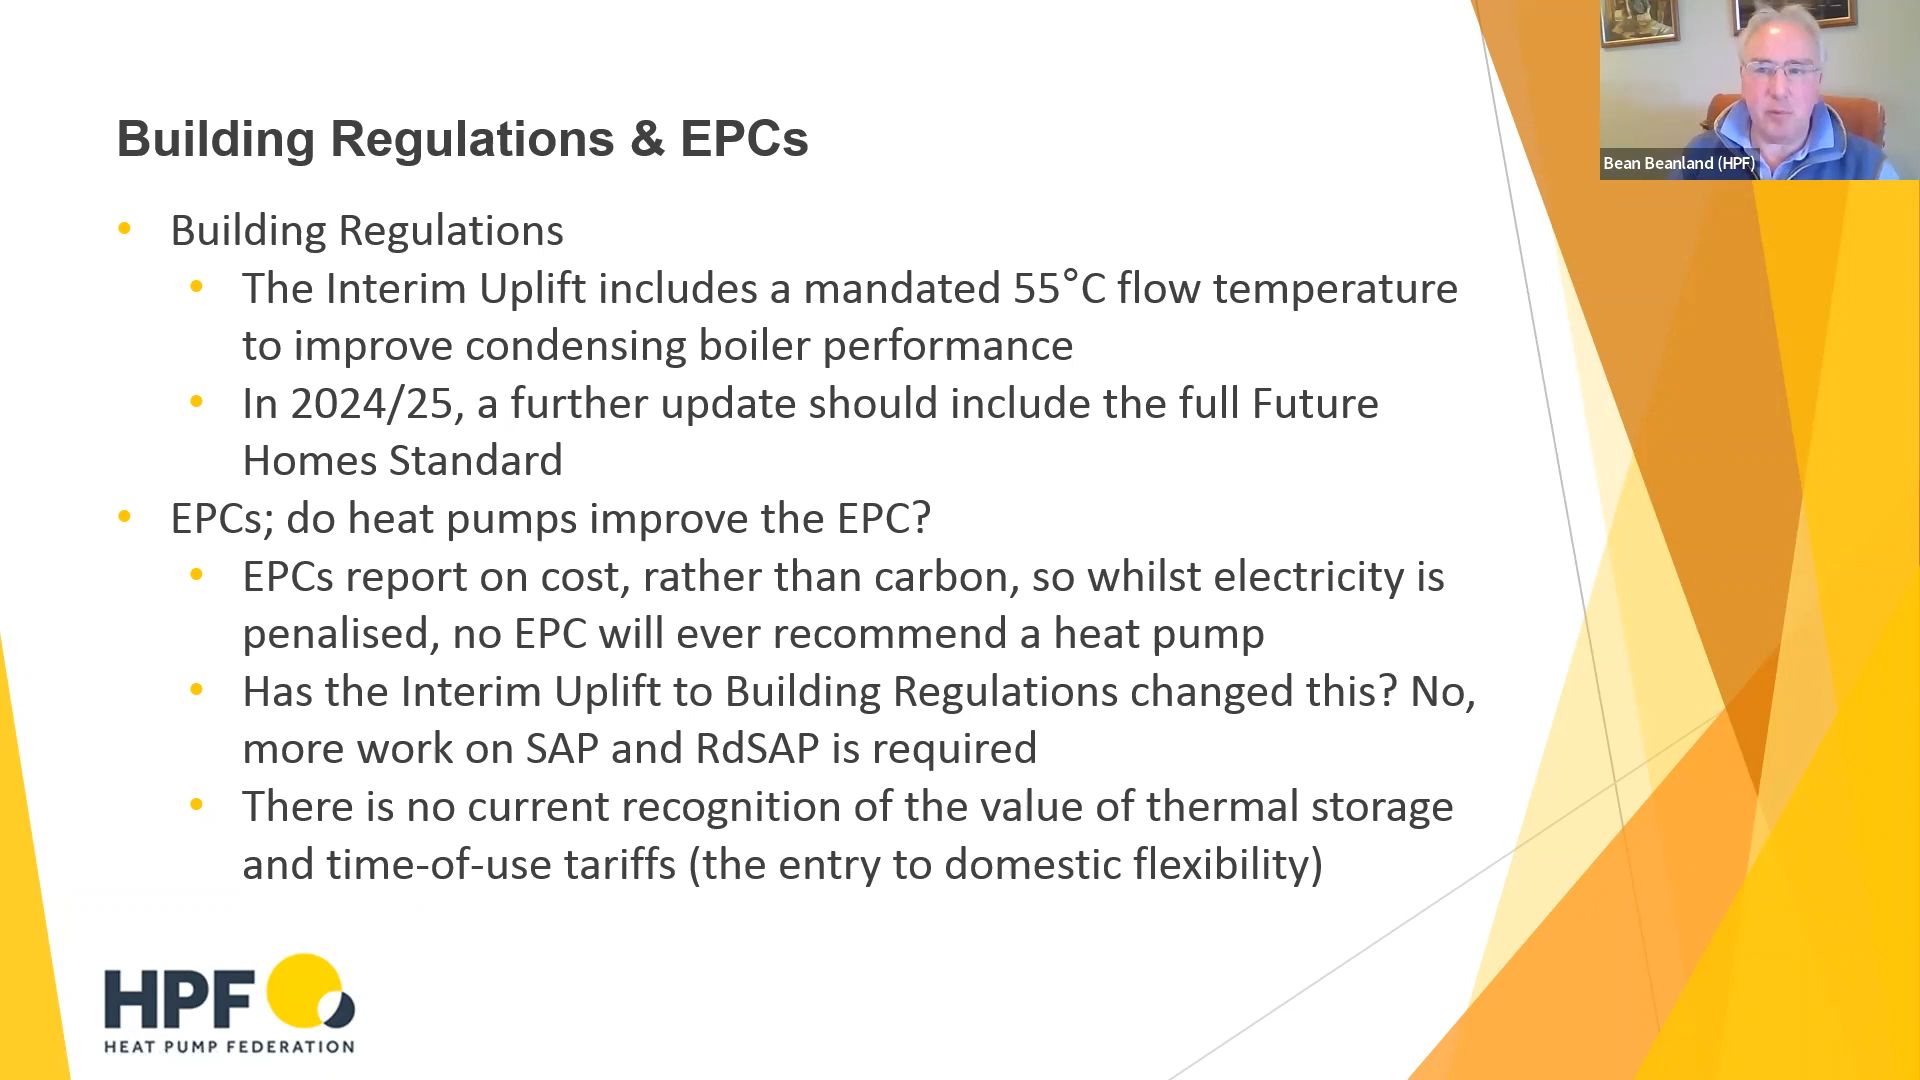 Building Regulations & EPCs
Bean Beanland (HPF)
• Building Regulations
• The Interim Uplift includes a mandated 55°C flow temperature
to improve condensing boiler performance
• In 2024/25, a further update should include the full Future
Homes Standard
• EPCs; do heat pumps improve the EPC?
• EPCs report on cost, rather than carbon, so whilst electricity is
penalised, no EPC will ever recommend a heat pump
• Has the Interim Uplift to Building Regulations changed this? No,
more work on SAP and RdSAP is required
• There is no current recognition of the value of thermal storage
and time-of-use tariffs (the entry to domestic flexibility)
HPF
HEAT PUMP FEDERATION